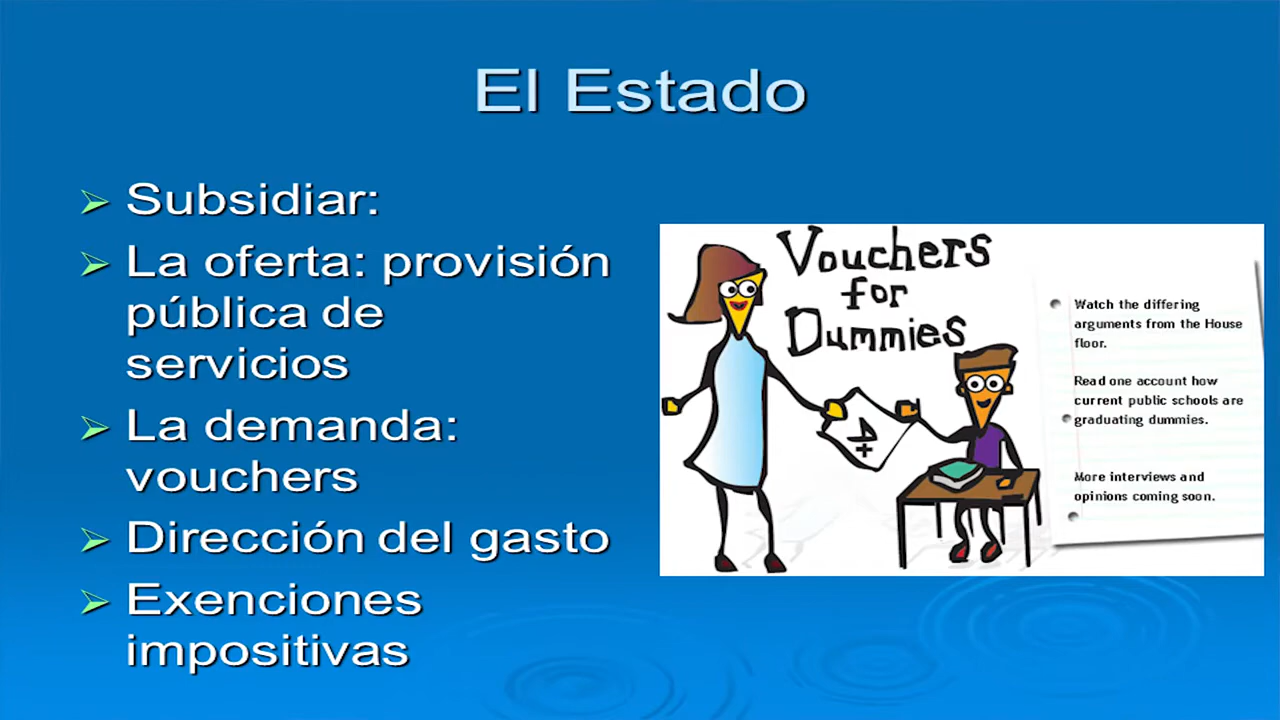 El Estado
Subsidiar:
La oferta: provisión
pública de
servicios
La demanda:
vouchers
Dirección del gasto
Exenciones
impositivas
Vouchers
for
Dummies
D
+
Watch the differing
arguments from the House
floor.
Read one account how
current public schools are
graduating dummies.
More interviews and
opinions coming soon.